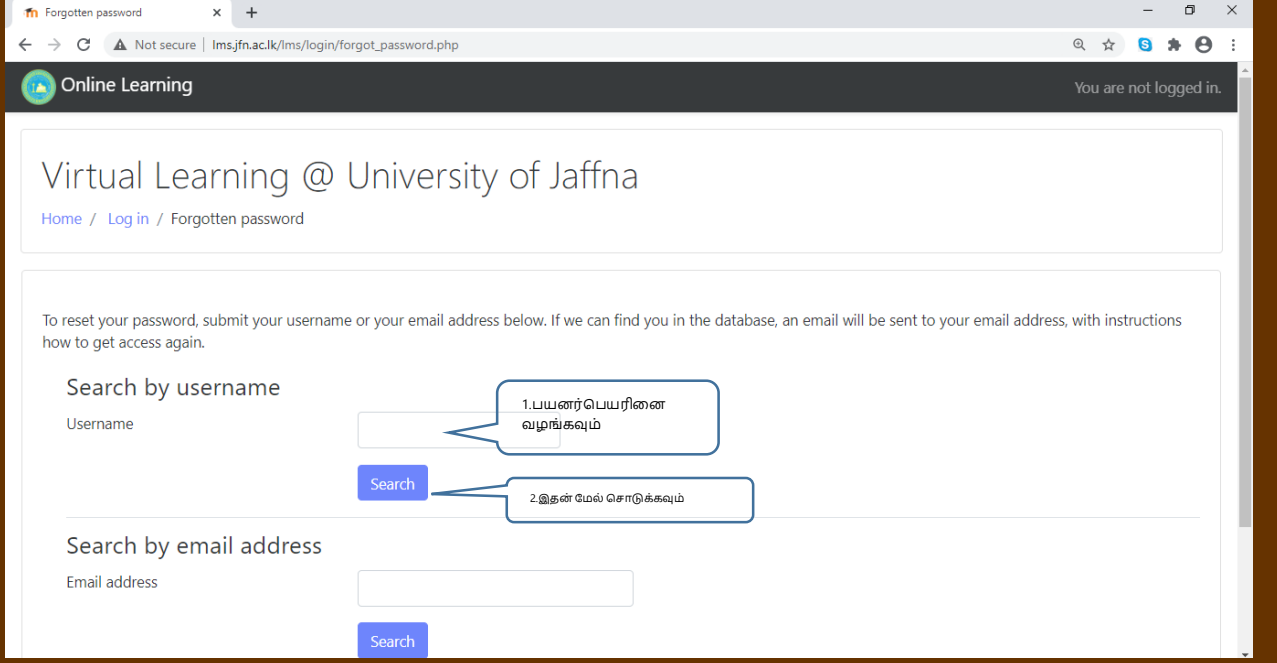 Forgotten password
Not secure | lms.jfn.ac.lk/lms/login/forgot_password.php
Online Learning
You are not logged in.
Virtual Learning @ University of Jaffna
Home / Log in / Forgotten password
To reset your password, submit your username or your email address below. If we can find you in the database, an email will be sent to your email address, with instructions
how to get access again.
Search by username
Username
1.பயனர்பெயரினை
வழங்கவும்
Search
2.இதன் மேல் சொடுக்கவும்
Search by email address
Email address
Search